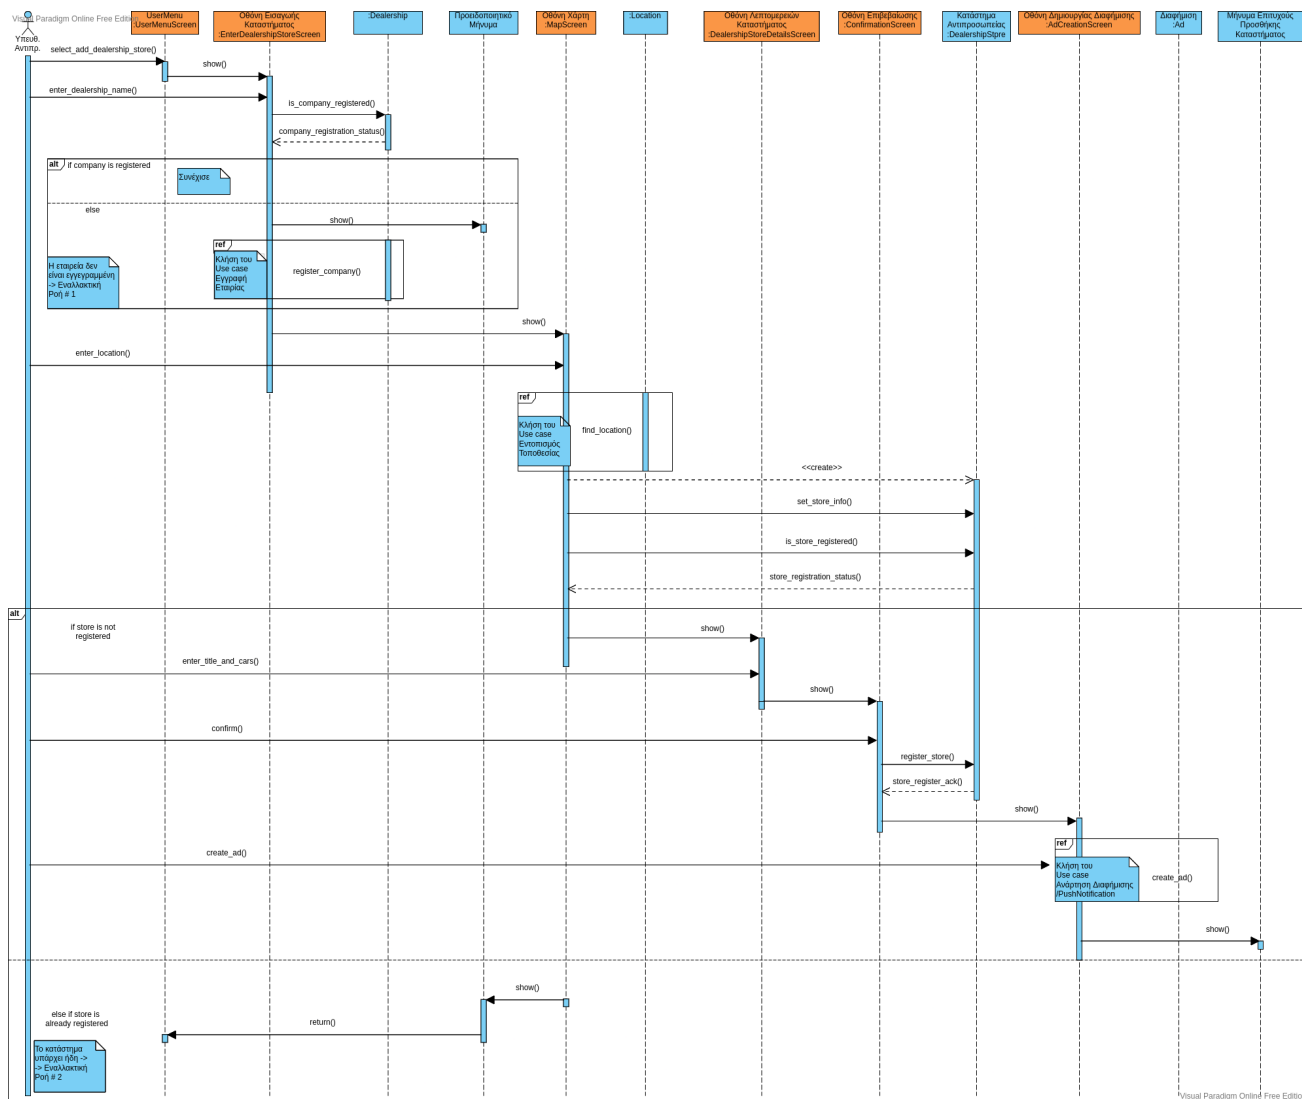 Visual Paradigm Online Free Edition
Υπευθ.
Αντιπρ.
UserMenu
:UserMenuScreen
Οθόνη Εισαγωγής
Καταστήματος
:EnterDealershipStoreScreen
:Dealership
Προειδοποιητικό
Μήνυμα
Οθόνη Χάρτη
:MapScreen
:Location
Οθόνη Λεπτομερειών
Καταστήματος
:DealershipStoreDetailsScreen
Οθόνη Επιβεβαίωσης
:ConfirmationScreen
Κατάστημα
Αντιπροσωπείας
:DealershipStpre
Οθόνη Δημιουργίας Διαφήμισης
:AdCreationScreen
Διαφήμιση
:Ad
Μήνυμα Επιτυχούς
Προσθήκης
Καταστήματος
select_add_dealership_store()
show()
enter_dealership_name()
is_company_registered()
company_registration_status()
alt
if company is registered
Συνέχισε
else
show()
ref
Κλήση του
Use case
Εγγραφή
Εταιρίας
register_company()
Η εταιρεία δεν
είναι εγγεγραμμένη
-> Εναλλακτική
Ροή # 1
show()
enter_location()
ref
Κλήση του
Use case
Εντοπισμός
Τοποθεσίας
find_location()
<<create>>
set_store_info()
is_store_registered()
store_registration_status()
alt
if store is not
registered
show()
enter_title_and_cars()
show()
confirm()
register_store()
store_register_ack()
show()
create_ad()
ref
Κλήση του
Use case
Ανάρτηση Διαφήμισης
/PushNotification
create_ad()
show()
show()
else if store is
already registered
return()
Το κατάστημα
υπάρχει ήδη ->
-> Εναλλακτική
Ροή # 2
Visual Paradigm Online Free Editio